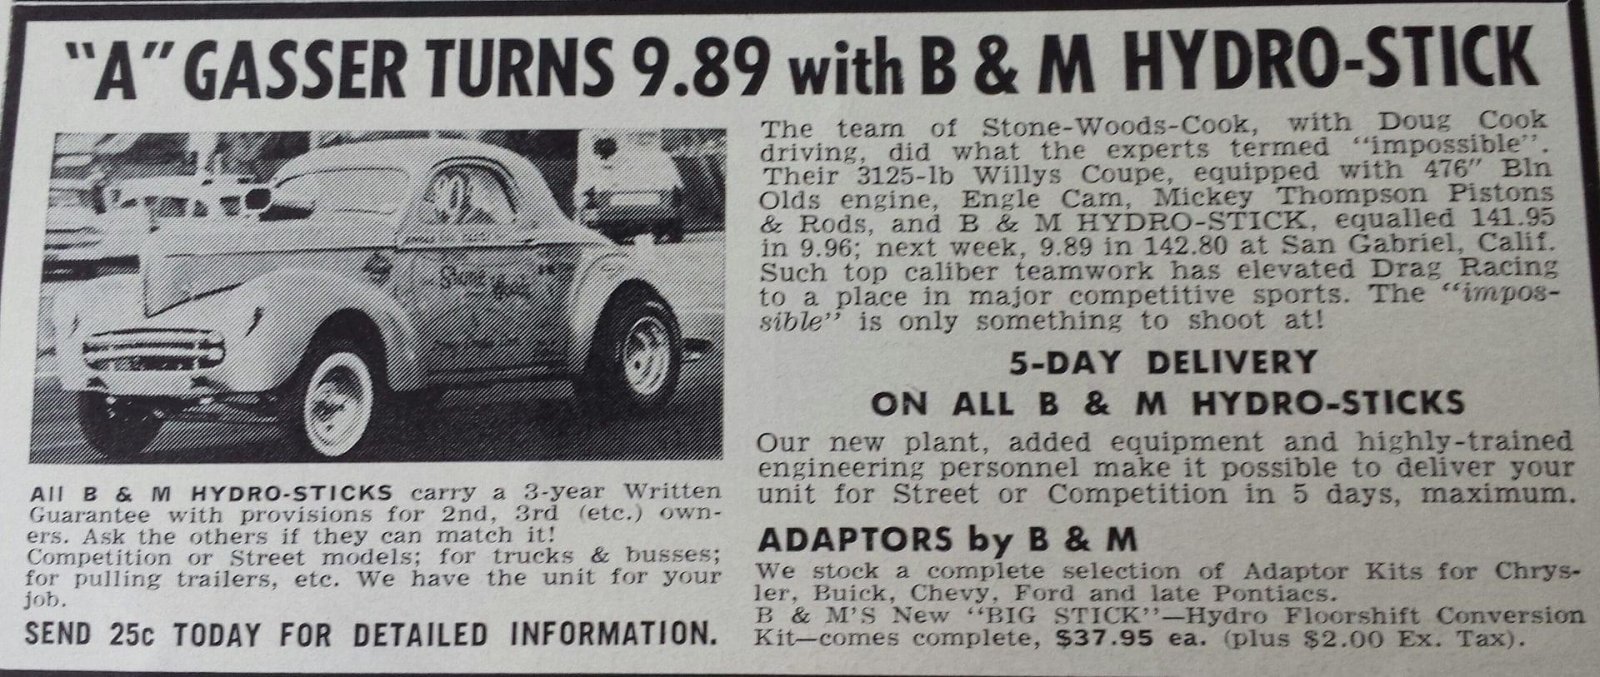 "A" GASSER TURNS 9.89 with B & M HYDRO-STICK
The team of Stone-Woods-Cook, with Doug Cook
driving, did what the experts termed "impossible".
Their 3125-lb Willys Coupe, equipped with 476" Bln
Olds engine, Engle Cam, Mickey Thompson Pistons
& Rods, and B & M HYDRO-STICK, equalled 141.95
in 9.96; next week, 9.89 in 142.80 at San Gabriel, Calif.
Such top caliber teamwork has elevated Drag Racing
to a place in major competitive sports. The "impos-
sible" is only something to shoot at!
5-DAY DELIVERY
ON ALL B & M HYDRO-STICKS
Our new plant, added equipment and highly-trained
engineering personnel make it possible to deliver your
unit for Street or Competition in 5 days, maximum.
ADAPTORS by B & M
We stock a complete selection of Adaptor Kits for Chrys-
ler, Buick, Chevy, Ford and late Pontiacs.
B & M'S New "BIG STICK"—Hydro Floorshift Conversion
Kit—comes complete, $37.95 ea. (plus $2.00 Ex. Tax).
All B & M HYDRO-STICKS carry a 3-year Written
Guarantee with provisions for 2nd, 3rd (etc.) own-
ers. Ask the others if they can match it!
Competition or Street models; for trucks & busses;
for pulling trailers, etc. We have the unit for your
job.
SEND 25c TODAY FOR DETAILED INFORMATION.
Stone